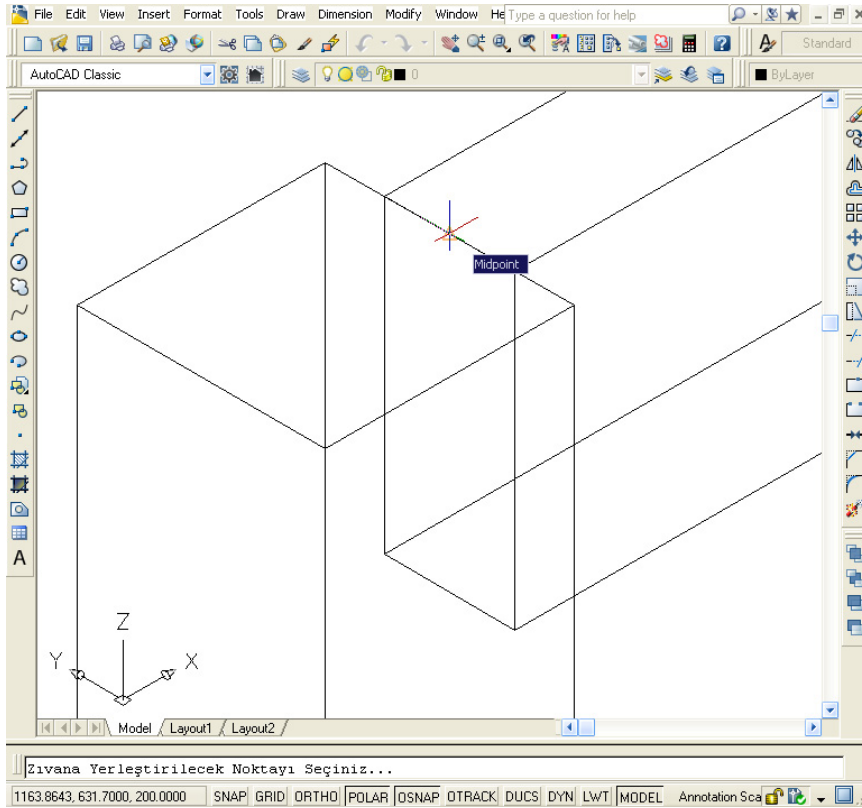 File Edit View Insert Format Tools Draw Dimension Modify Window He Type a question for help
Standard
AutoCAD Classic 0 ByLayer
Midpoint
Z
Y X
A
Model Layout1 Layout2
Zıvana Yerleştirilecek Noktayı Seçiniz...
1163.8643, 631.7000, 200.0000 SNAP GRID ORTHO POLAR OSNAP OTRACK DUCS DYN LWT MODEL Annotation Sca